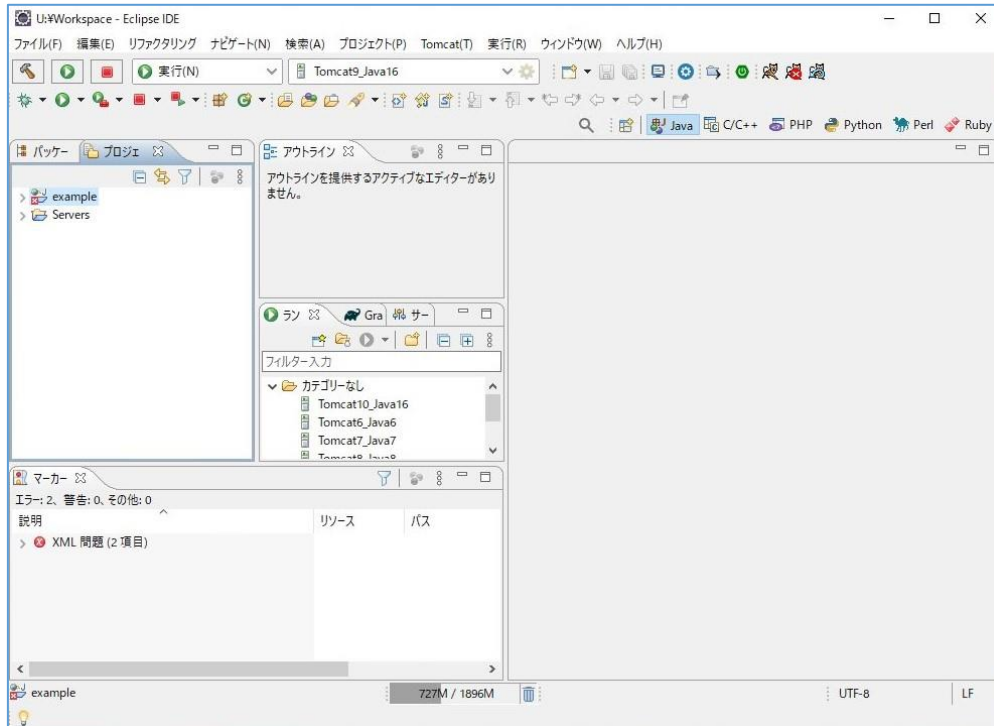 U:¥Workspace - Eclipse IDE
ファイル(F) 編集(E) リファクタリング ナビゲート(N) 検索(A) プロジェクト(P) Tomcat(T) 実行(R) ウィンドウ(W) ヘルプ(H)
実行(N) Tomcat9_Java16
Java C/C++ PHP Python Perl Ruby
パッケー プロジェ
example
Servers
アウトライン
アウトラインを提供するアクティブなエディターがあり
ません。
ラン Gra サー
フィルター入力
カテゴリーなし
Tomcat10_Java16
Tomcat6_Java6
Tomcat7_Java7
Tomcat8_Java8
マーカー
エラー: 2、警告: 0、その他: 0
説明 リソース パス
XML 問題 (2 項目)
example 727M / 1896M UTF-8 LF